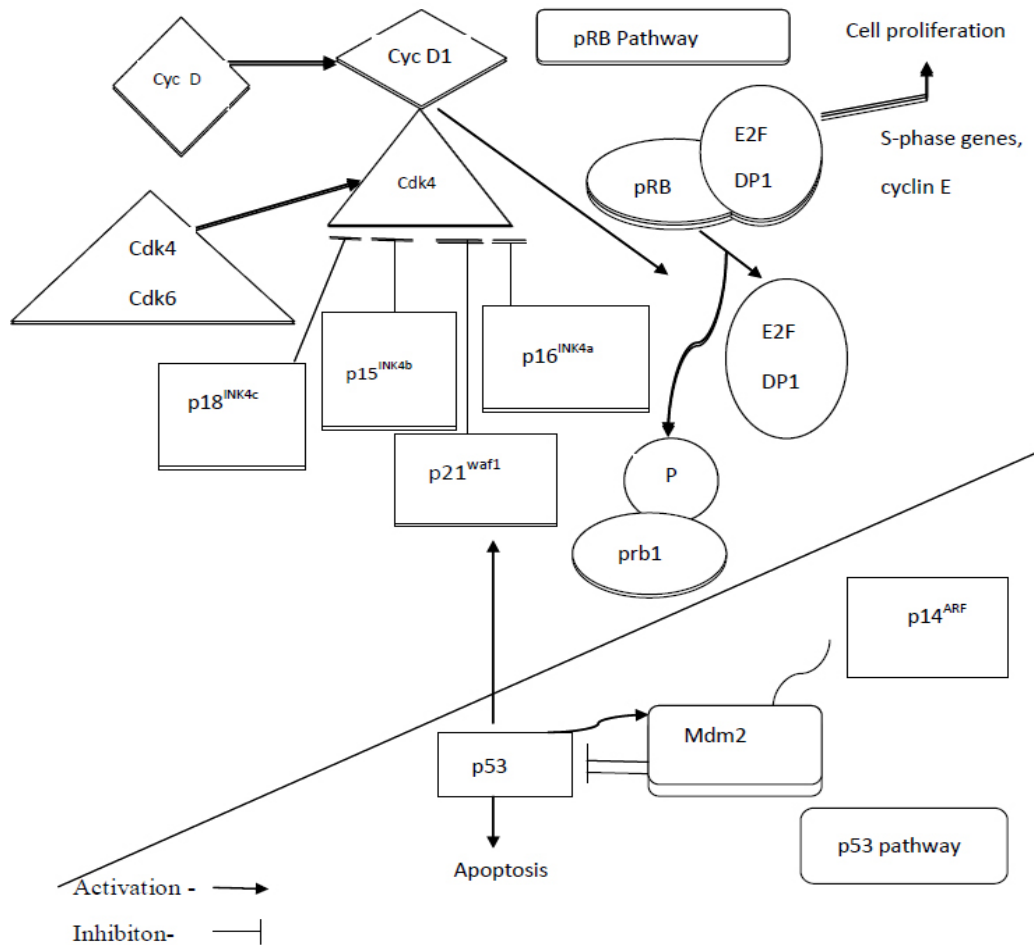 pRB Pathway
Cell proliferation
Cyc D
Cyc D1
E2F
DP1
S-phase genes,
cyclin E
pRB
Cdk4
Cdk4
Cdk6
E2F
DP1
p18INK4c
p15INK4b
p16INK4a
p21waf1
P
prb1
p14ARF
Mdm2
p53
p53 pathway
Apoptosis
Activation -
Inhibiton-